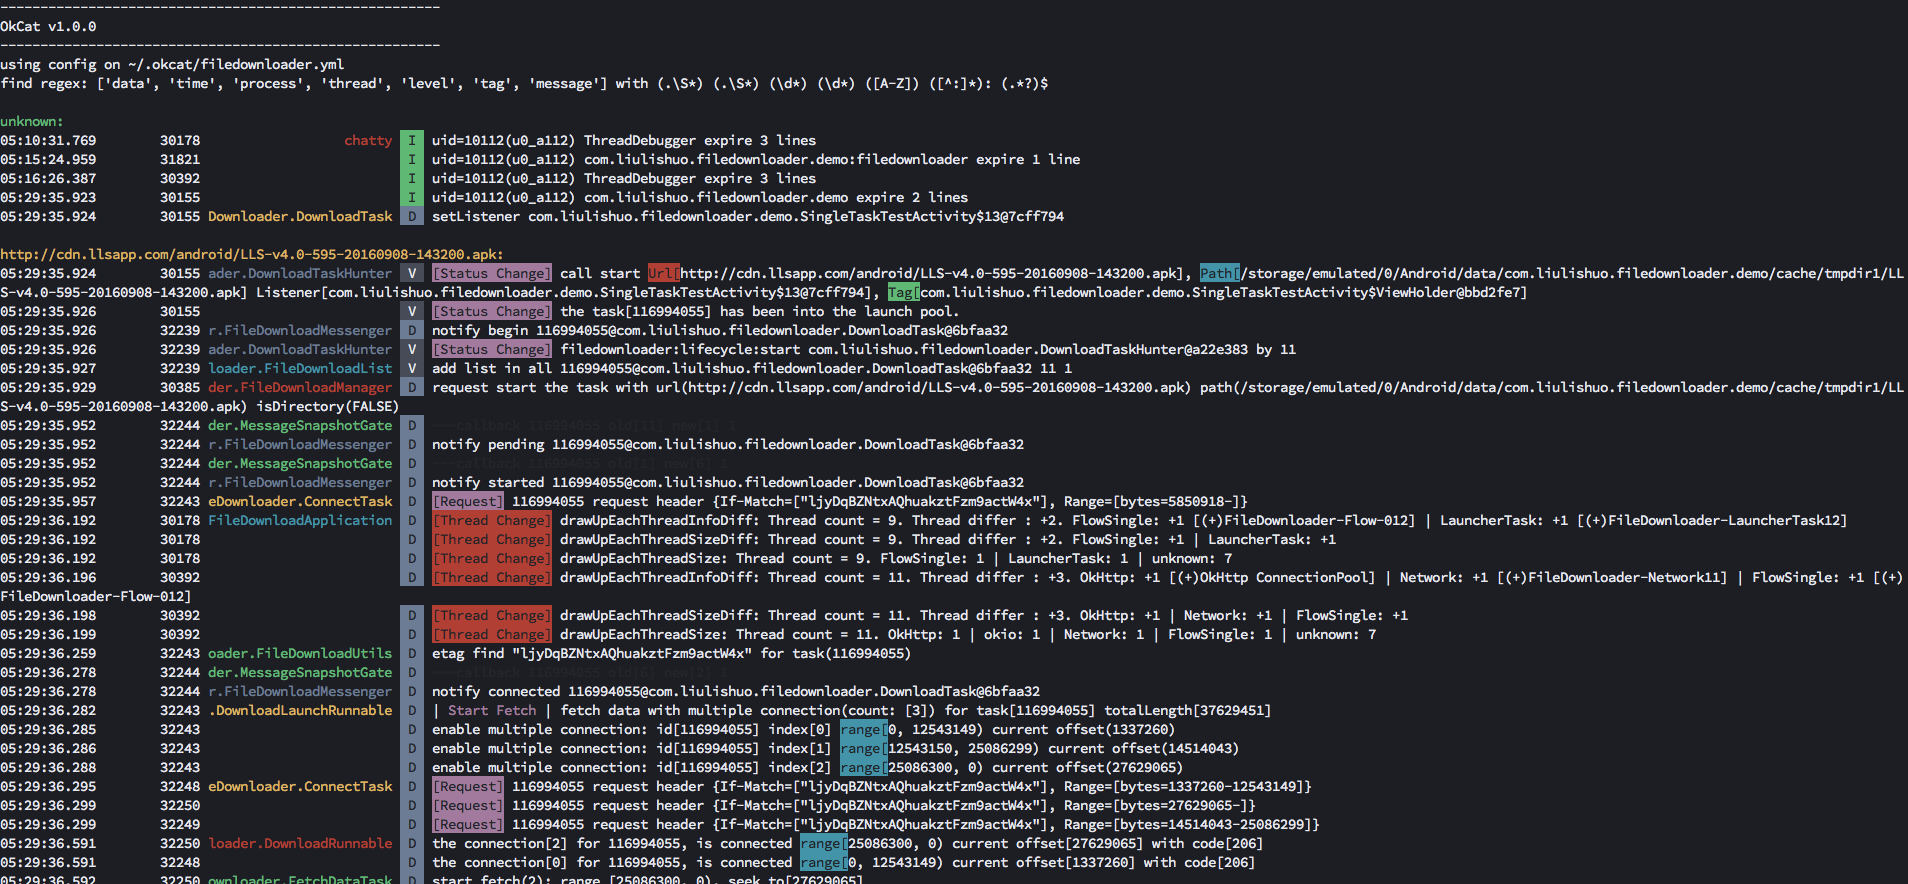 -------------------------------------------------------
OkCat v1.0.0
-------------------------------------------------------
using config on ~/.okcat/filedownloader.yml
find regex: ['data', 'time', 'process', 'thread', 'level', 'tag', 'message'] with (.\S*) (.\S*) (\d*) (\d*) ([A-Z]) ([^:]*): (.*?)$
unknown:
05:10:31.769 30178 chatty I uid=10112(u0_a112) ThreadDebugger expire 3 lines
05:15:24.959 31821 I uid=10112(u0_a112) com.liulishuo.filedownloader.demo:filedownloader expire 1 line
05:16:26.387 30392 I uid=10112(u0_a112) ThreadDebugger expire 3 lines
05:29:35.923 30155 I uid=10112(u0_a112) com.liulishuo.filedownloader.demo expire 2 lines
05:29:35.924 30155 Downloader.DownloadTask D setListener com.liulishuo.filedownloader.demo.SingleTaskTestActivity$13@7cff794
http://cdn.llsapp.com/android/LLS-v4.0-595-20160908-143200.apk:
05:29:35.924 30155 ader.DownloadTaskHunter V [Status Change] call start Url[http://cdn.llsapp.com/android/LLS-v4.0-595-20160908-143200.apk], Path[/storage/emulated/0/Android/data/com.liulishuo.filedownloader.demo/cache/tmpdir1/LL
S-v4.0-595-20160908-143200.apk] Listener[com.liulishuo.filedownloader.demo.SingleTaskTestActivity$13@7cff794], Tag[com.liulishuo.filedownloader.demo.SingleTaskTestActivity$ViewHolder@bbd2fe7]
05:29:35.926 30155 V [Status Change] the task[116994055] has been into the launch pool.
05:29:35.926 32239 r.FileDownloadMessenger D notify begin 116994055@com.liulishuo.filedownloader.DownloadTask@6bfaa32
05:29:35.926 32239 ader.DownloadTaskHunter V [Status Change] filedownloader:lifecycle:start com.liulishuo.filedownloader.DownloadTaskHunter@a22e383 by 11
05:29:35.927 32239 loader.FileDownloadList V add list in all 116994055@com.liulishuo.filedownloader.DownloadTask@6bfaa32 11 1
05:29:35.929 30385 der.FileDownloadManager D request start the task with url(http://cdn.llsapp.com/android/LLS-v4.0-595-20160908-143200.apk) path(/storage/emulated/0/Android/data/com.liulishuo.filedownloader.demo/cache/tmpdir1/LL
S-v4.0-595-20160908-143200.apk) isDirectory(FALSE)
05:29:35.952 32244 der.MessageSnapshotGate D callback 116994055 old[11] new[1] 1
05:29:35.952 32244 r.FileDownloadMessenger D notify pending 116994055@com.liulishuo.filedownloader.DownloadTask@6bfaa32
05:29:35.952 32244 der.MessageSnapshotGate D callback 116994055 old[1] new[6] 1
05:29:35.952 32244 r.FileDownloadMessenger D notify started 116994055@com.liulishuo.filedownloader.DownloadTask@6bfaa32
05:29:35.957 32243 eDownloader.ConnectTask D [Request] 116994055 request header {If-Match=["ljyDqBZNtxAQhuakztFzm9actW4x"], Range=[bytes=5850918-]}
05:29:36.192 30178 FileDownloadApplication D [Thread Change] drawUpEachThreadInfoDiff: Thread count = 9. Thread differ : +2. FlowSingle: +1 [(+)FileDownloader-Flow-012] | LauncherTask: +1 [(+)FileDownloader-LauncherTask12]
05:29:36.192 30178 D [Thread Change] drawUpEachThreadSizeDiff: Thread count = 9. Thread differ : +2. FlowSingle: +1 | LauncherTask: +1
05:29:36.192 30178 D [Thread Change] drawUpEachThreadSize: Thread count = 9. FlowSingle: 1 | LauncherTask: 1 | unknown: 7
05:29:36.196 30392 D [Thread Change] drawUpEachThreadInfoDiff: Thread count = 11. Thread differ : +3. OkHttp: +1 [(+)OkHttp ConnectionPool] | Network: +1 [(+)FileDownloader-Network11] | FlowSingle: +1 [(+)
FileDownloader-Flow-012]
05:29:36.198 30392 D [Thread Change] drawUpEachThreadSizeDiff: Thread count = 11. Thread differ : +3. OkHttp: +1 | Network: +1 | FlowSingle: +1
05:29:36.199 30392 D [Thread Change] drawUpEachThreadSize: Thread count = 11. OkHttp: 1 | okio: 1 | Network: 1 | FlowSingle: 1 | unknown: 7
05:29:36.259 32243 oader.FileDownloadUtils D etag find "ljyDqBZNtxAQhuakztFzm9actW4x" for task(116994055)
05:29:36.278 32244 der.MessageSnapshotGate D callback 116994055 old[6] new[2] 1
05:29:36.278 32244 r.FileDownloadMessenger D notify connected 116994055@com.liulishuo.filedownloader.DownloadTask@6bfaa32
05:29:36.282 32243 .DownloadLaunchRunnable D | Start Fetch | fetch data with multiple connection(count: [3]) for task[116994055] totalLength[37629451]
05:29:36.285 32243 D enable multiple connection: id[116994055] index[0] range[0, 12543149) current offset(1337260)
05:29:36.286 32243 D enable multiple connection: id[116994055] index[1] range[12543150, 25086299) current offset(14514043)
05:29:36.288 32243 D enable multiple connection: id[116994055] index[2] range[25086300, 0) current offset(27629065)
05:29:36.295 32248 eDownloader.ConnectTask D [Request] 116994055 request header {If-Match=["ljyDqBZNtxAQhuakztFzm9actW4x"], Range=[bytes=1337260-12543149]}
05:29:36.299 32250 D [Request] 116994055 request header {If-Match=["ljyDqBZNtxAQhuakztFzm9actW4x"], Range=[bytes=27629065-]}
05:29:36.299 32249 D [Request] 116994055 request header {If-Match=["ljyDqBZNtxAQhuakztFzm9actW4x"], Range=[bytes=14514043-25086299]}
05:29:36.591 32250 loader.DownloadRunnable D the connection[2] for 116994055, is connected range[25086300, 0) current offset[27629065] with code[206]
05:29:36.591 32248 D the connection[0] for 116994055, is connected range[0, 12543149) current offset[1337260] with code[206]
05:29:36.592 32250 ownloader.FetchDataTask D start fetch(2): range [25086300, 0), seek to[27629065]